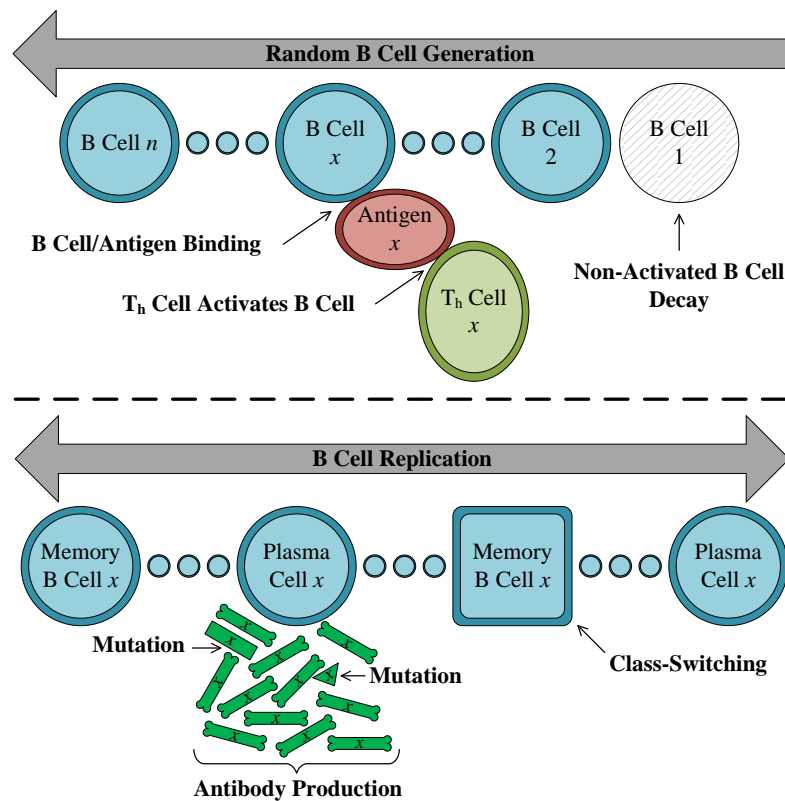 Random B Cell Generation
B Cell n
B Cell
x
B Cell
2
B Cell
1
Antigen
x
B Cell/Antigen Binding
Th Cell Activates B Cell
Th Cell
x
Non-Activated B Cell
Decay
B Cell Replication
Memory
B Cell x
Plasma
Cell x
Memory
B Cell x
Plasma
Cell x
Mutation
Mutation
Class-Switching
x
x
x
x
x
x
x
x
x
x
x
x
x
Antibody Production